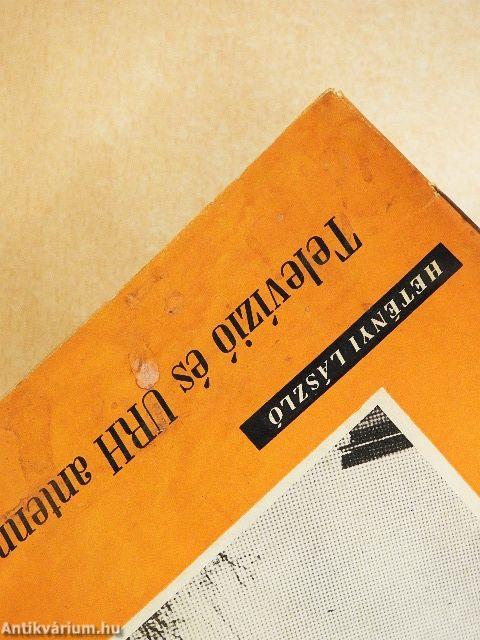 HETÉNYI LÁSZLÓ
Televízió és URH antenn
Antikvárium.hu